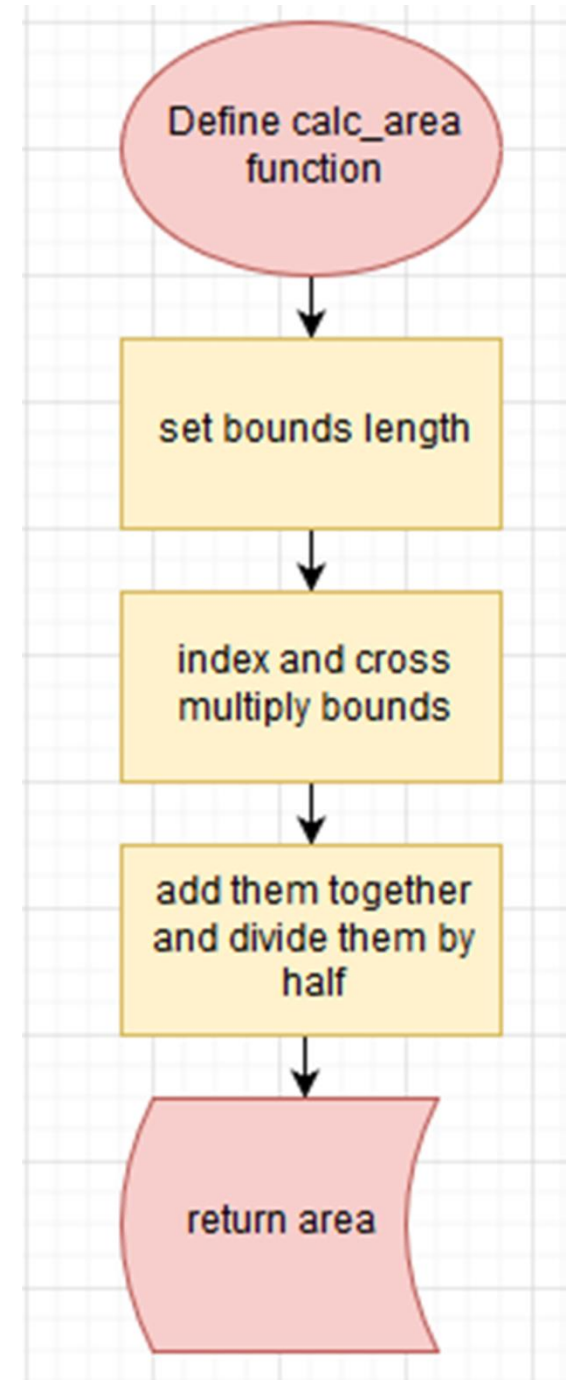 Define calc_area
function
set bounds length
index and cross
multiply bounds
add them together
and divide them by
half
return area